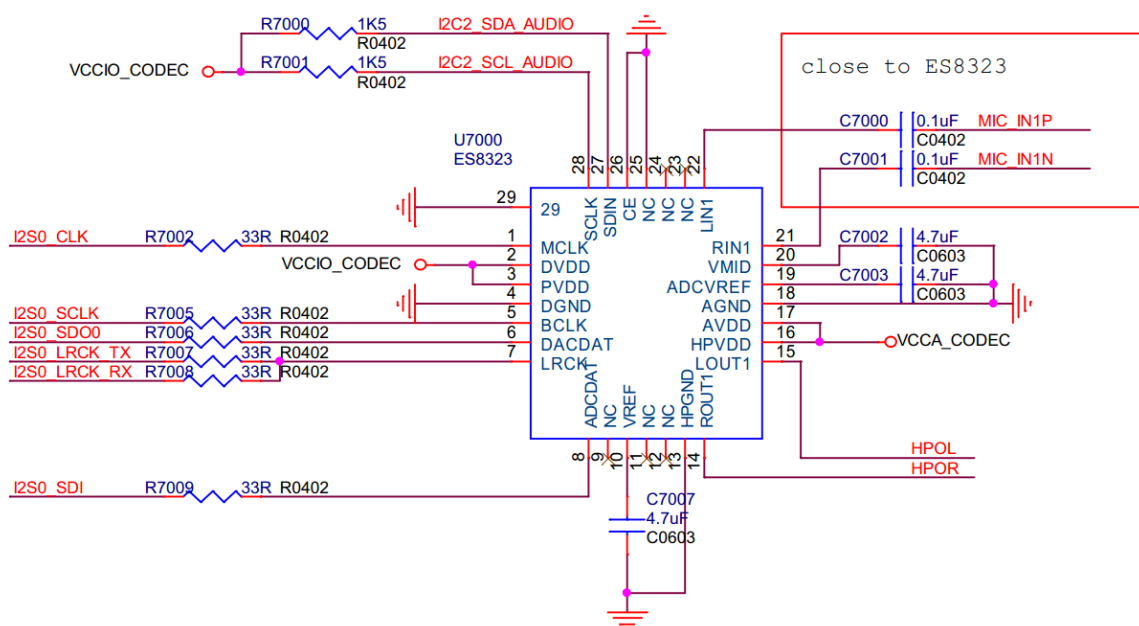 R7000 1K5 I2C2_SDA_AUDIO
R0402
R7001 1K5 I2C2_SCL_AUDIO
VCCIO_CODEC
R0402
close to ES8323
C7000 0.1uF MIC_IN1P
C0402
C7001 0.1uF MIC_IN1N
C0402
U7000
ES8323
28 27 26 25 24 23 22
SCLK SDIN CE NC NC NC LIN1
29 29
I2S0_CLK R7002 33R R0402 1 MCLK
VCCIO_CODEC 2 DVDD
3 PVDD
4 DGND
I2S0_SCLK R7005 33R R0402 5 BCLK
I2S0_SDO0 R7006 33R R0402 6 DACDAT
I2S0_LRCK_TX R7007 33R R0402 7 LRCK
I2S0_LRCK_RX R7008 33R R0402
RIN1 21 C7002 4.7uF
VMID 20 C0603
ADCVREF 19 C7003 4.7uF
AGND 18 C0603
AVDD 17
HPVDD 16 VCCA_CODEC
LOUT1 15
ADCDAT NC VREF NC NC HPGND ROUT1
8 9 10 11 12 13 14
HPOL
HPOR
I2S0_SDI R7009 33R R0402
C7007
4.7uF
C0603